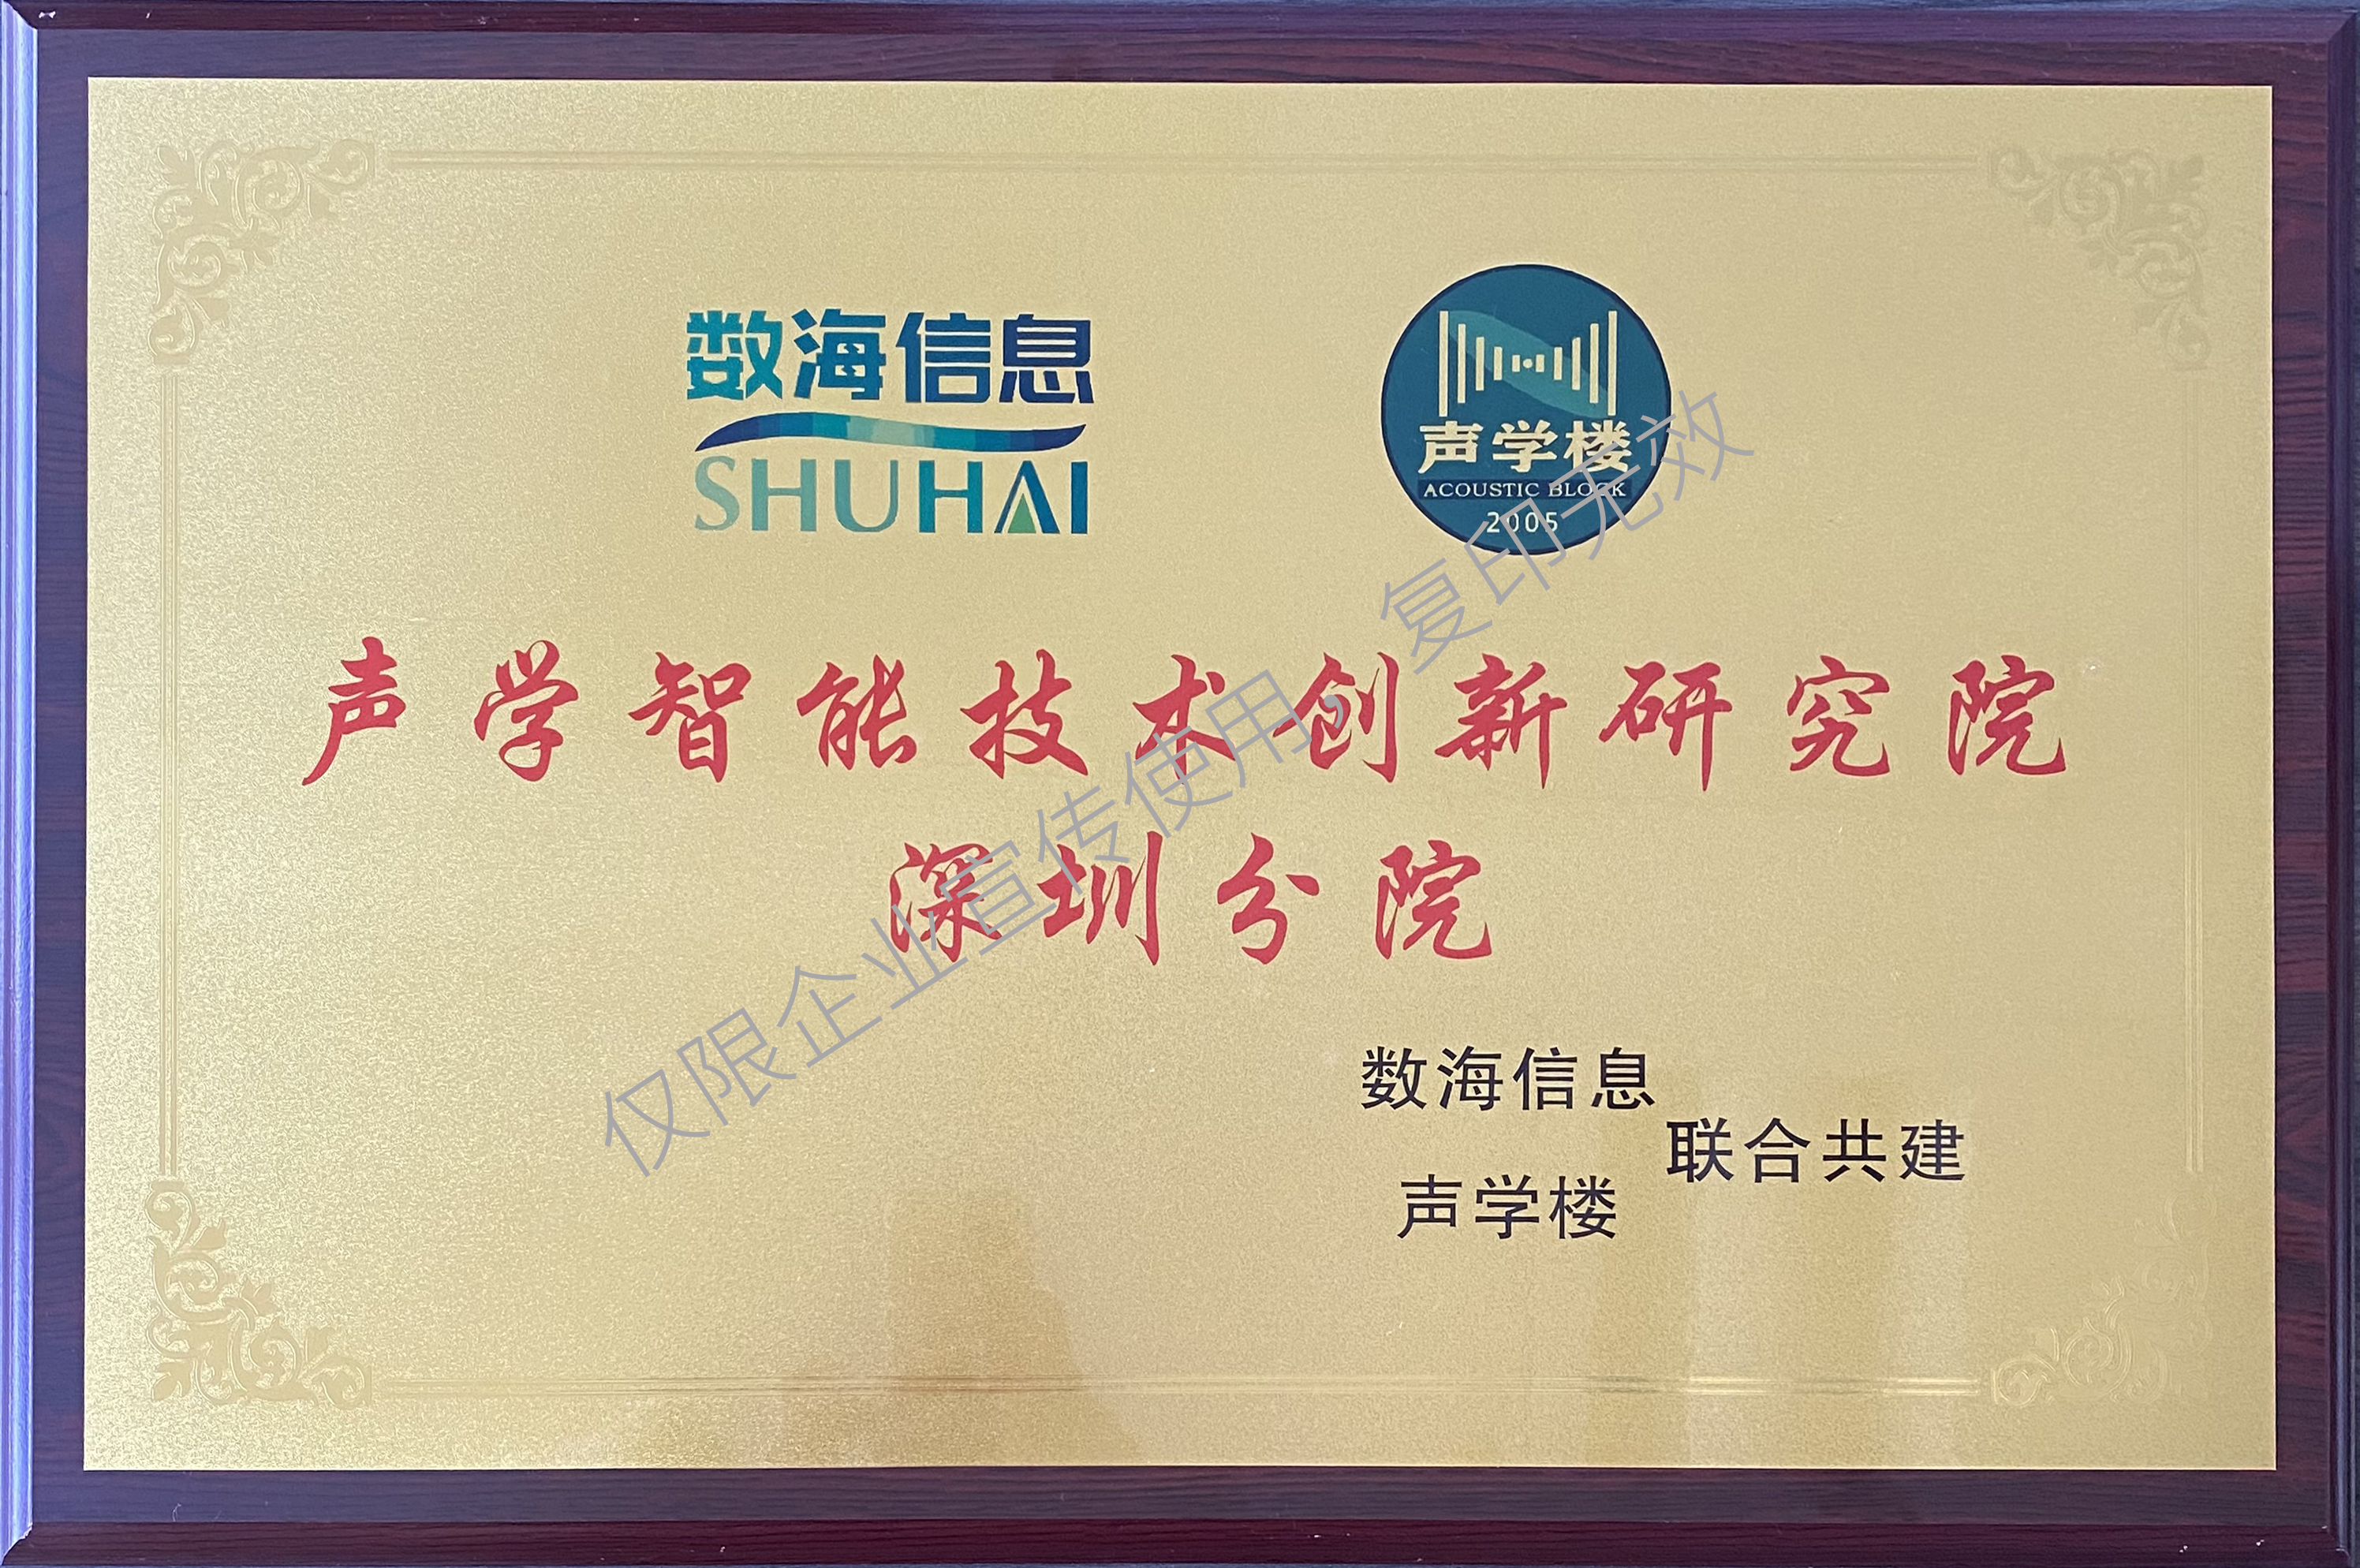 数海信息
SHUHAI
声学楼
ACOUSTIC BLOCK
2005
声学智能技术创新研究院
深圳分院
数海信息
联合共建
声学楼
仅限企业宣传使用，复印无效